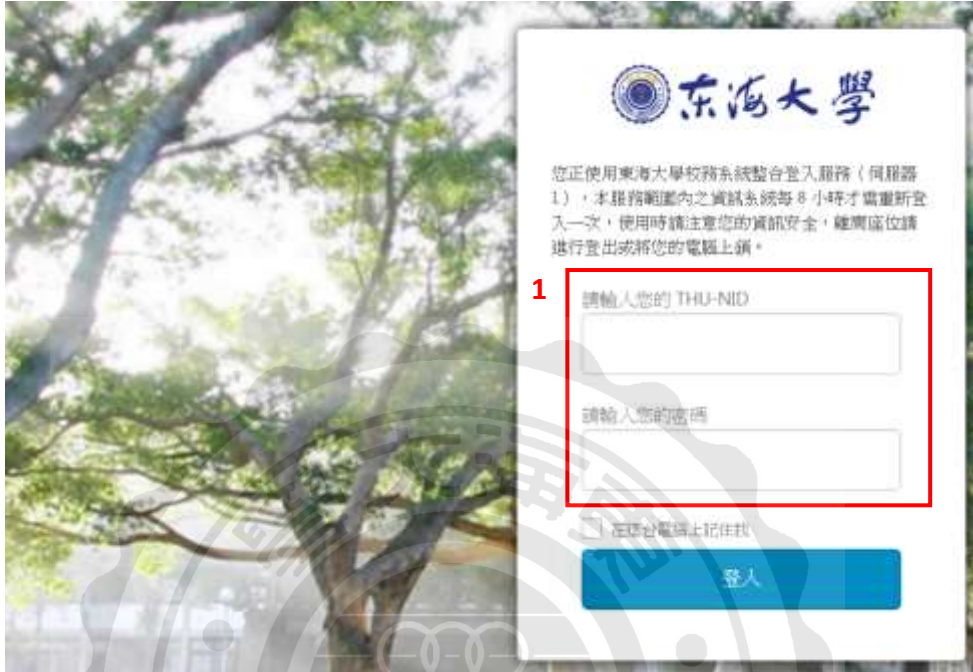 东海大學
您正使用東海大學校務系統整合登入服務(伺服器
1),本服務範圍內之資訊系統每 8 小時才需重新登
入一次,使用時請注意您的資訊安全,離開座位請
進行登出或將您的電腦上鎖。
1
請輸入您的 THU-NID
請輸入您的密碼
在這台電腦上記住我
登入